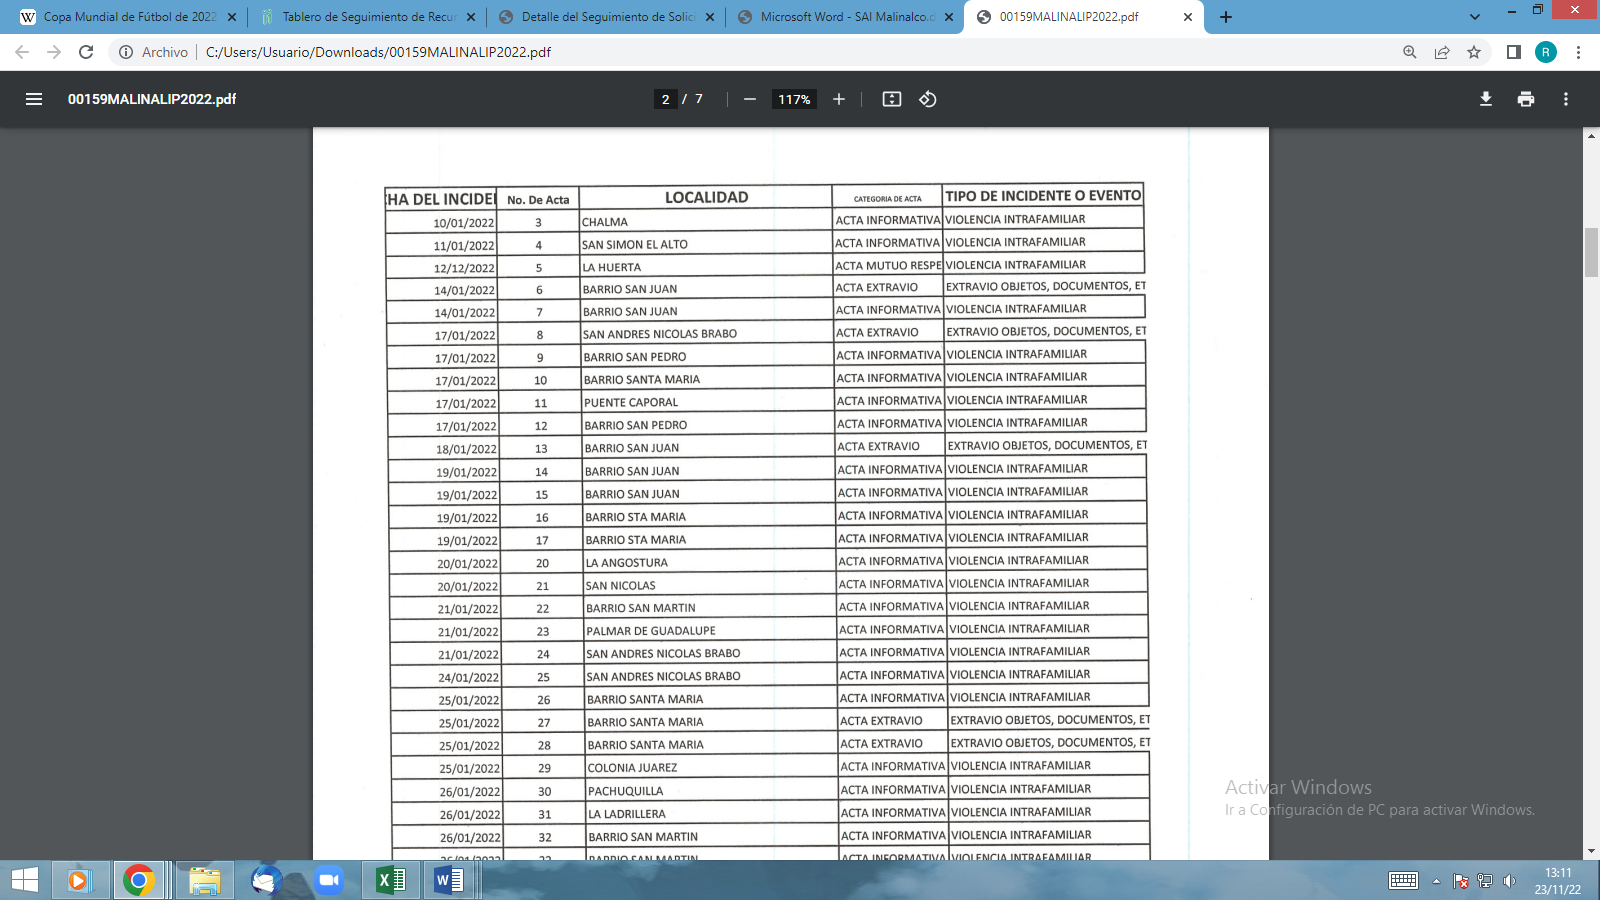 Copa Mundial de Fútbol de 2022
Tablero de Seguimiento de Recur
Detalle del Seguimiento de Solici
Microsoft Word - SAI Malinalco.d
00159MALINALIP2022.pdf
Archivo C:/Users/Usuario/Downloads/00159MALINALIP2022.pdf R
00159MALINALIP2022.pdf 2 / 7 117%
HA DEL INCIDE No. De Acta LOCALIDAD CATEGORIA DE ACTA TIPO DE INCIDENTE O EVENTO
10/01/2022 3 CHALMA ACTA INFORMATIVA VIOLENCIA INTRAFAMILIAR
11/01/2022 4 SAN SIMON EL ALTO ACTA INFORMATIVA VIOLENCIA INTRAFAMILIAR
12/12/2022 5 LA HUERTA ACTA MUTUO RESPE VIOLENCIA INTRAFAMILIAR
14/01/2022 6 BARRIO SAN JUAN ACTA EXTRAVIO EXTRAVIO OBJETOS, DOCUMENTOS, ET
14/01/2022 7 BARRIO SAN JUAN ACTA INFORMATIVA VIOLENCIA INTRAFAMILIAR
17/01/2022 8 SAN ANDRES NICOLAS BRABO ACTA EXTRAVIO EXTRAVIO OBJETOS, DOCUMENTOS, ET
17/01/2022 9 BARRIO SAN PEDRO ACTA INFORMATIVA VIOLENCIA INTRAFAMILIAR
17/01/2022 10 BARRIO SANTA MARIA ACTA INFORMATIVA VIOLENCIA INTRAFAMILIAR
17/01/2022 11 PUENTE CAPORAL ACTA INFORMATIVA VIOLENCIA INTRAFAMILIAR
17/01/2022 12 BARRIO SAN PEDRO ACTA INFORMATIVA VIOLENCIA INTRAFAMILIAR
18/01/2022 13 BARRIO SAN JUAN ACTA EXTRAVIO EXTRAVIO OBJETOS, DOCUMENTOS, ET
19/01/2022 14 BARRIO SAN JUAN ACTA INFORMATIVA VIOLENCIA INTRAFAMILIAR
19/01/2022 15 BARRIO SAN JUAN ACTA INFORMATIVA VIOLENCIA INTRAFAMILIAR
19/01/2022 16 BARRIO STA MARIA ACTA INFORMATIVA VIOLENCIA INTRAFAMILIAR
19/01/2022 17 BARRIO STA MARIA ACTA INFORMATIVA VIOLENCIA INTRAFAMILIAR
20/01/2022 20 LA ANGOSTURA ACTA INFORMATIVA VIOLENCIA INTRAFAMILIAR
20/01/2022 21 SAN NICOLAS ACTA INFORMATIVA VIOLENCIA INTRAFAMILIAR
21/01/2022 22 BARRIO SAN MARTIN ACTA INFORMATIVA VIOLENCIA INTRAFAMILIAR
21/01/2022 23 PALMAR DE GUADALUPE ACTA INFORMATIVA VIOLENCIA INTRAFAMILIAR
21/01/2022 24 SAN ANDRES NICOLAS BRABO ACTA INFORMATIVA VIOLENCIA INTRAFAMILIAR
24/01/2022 25 SAN ANDRES NICOLAS BRABO ACTA INFORMATIVA VIOLENCIA INTRAFAMILIAR
25/01/2022 26 BARRIO SANTA MARIA ACTA INFORMATIVA VIOLENCIA INTRAFAMILIAR
25/01/2022 27 BARRIO SANTA MARIA ACTA EXTRAVIO EXTRAVIO OBJETOS, DOCUMENTOS, ET
25/01/2022 28 BARRIO SANTA MARIA ACTA EXTRAVIO EXTRAVIO OBJETOS, DOCUMENTOS, ET
25/01/2022 29 COLONIA JUAREZ ACTA INFORMATIVA VIOLENCIA INTRAFAMILIAR
26/01/2022 30 PACHUQUILLA ACTA INFORMATIVA VIOLENCIA INTRAFAMILIAR
26/01/2022 31 LA LADRILLERA ACTA INFORMATIVA VIOLENCIA INTRAFAMILIAR
26/01/2022 32 BARRIO SAN MARTIN ACTA INFORMATIVA VIOLENCIA INTRAFAMILIAR
26/01/2022 33 BARRIO SAN MARTIN ACTA INFORMATIVA VIOLENCIA INTRAFAMILIAR
Activar Windows
Ir a Configuración de PC para activar Windows.
13:11
23/11/22